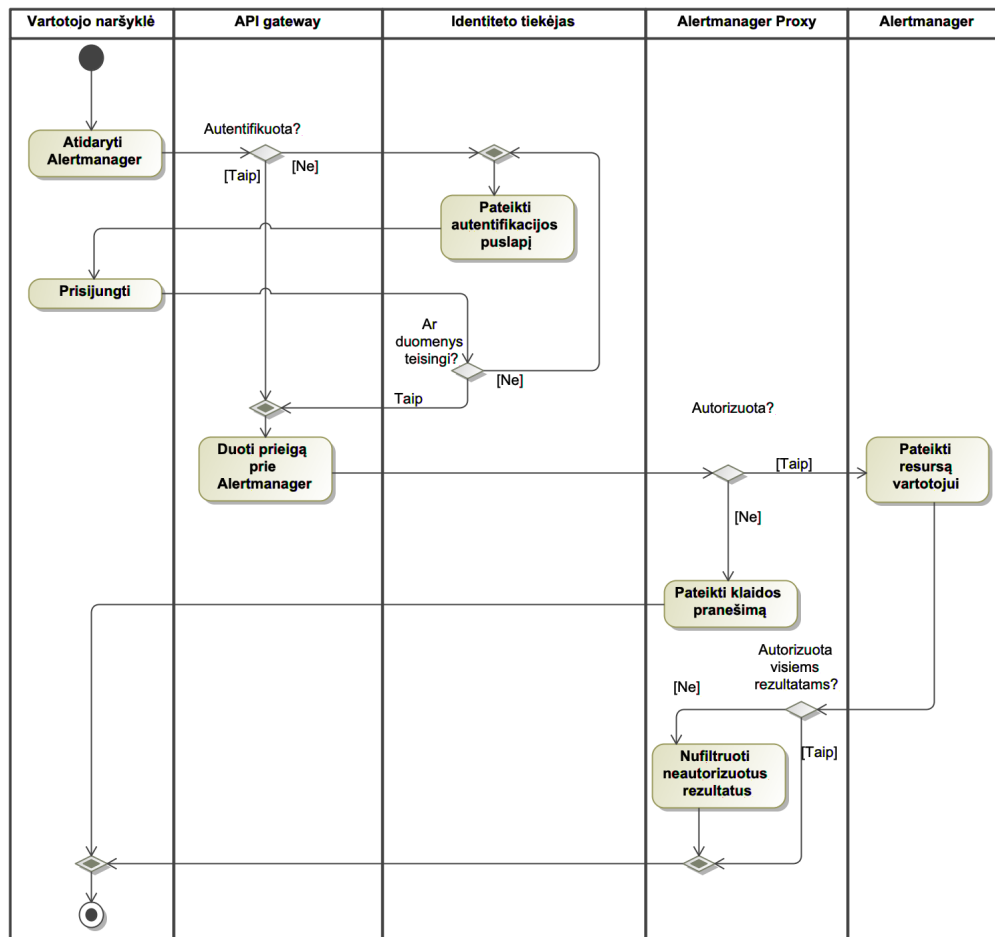 Vartotojo naršyklė
API gateway
Identiteto tiekėjas
Alertmanager Proxy
Alertmanager
Atidaryti
Alertmanager
Autentifikuota?
[Taip]
[Ne]
Pateikti
autentifikacijos
puslapį
Prisijungti
Ar
duomenys
teisingi?
[Ne]
Taip
Duoti prieigą
prie
Alertmanager
Autorizuota?
[Taip]
[Ne]
Pateikti
resursą
vartotojui
Pateikti klaidos
pranešimą
Autorizuota
visiems
rezultatams?
[Ne]
[Taip]
Nufiltruoti
neautorizuotus
rezultatus